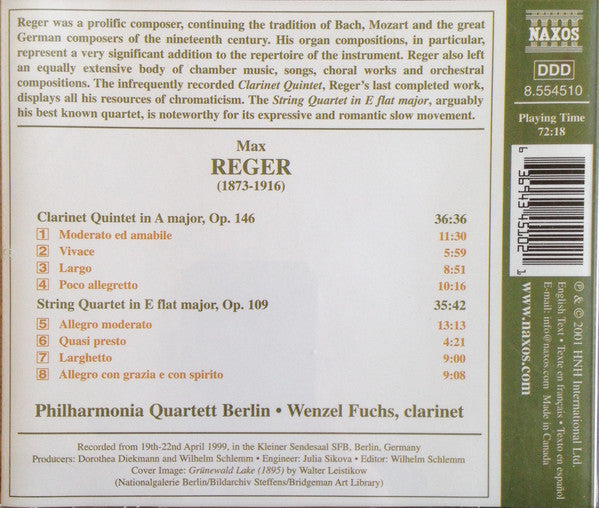 Reger was a prolific composer, continuing the tradition of Bach, Mozart and the great
German composers of the nineteenth century. His organ compositions, in particular,
represent a very significant addition to the repertoire of the instrument. Reger also left
an equally extensive body of chamber music, songs, choral works and orchestral
compositions. The infrequently recorded Clarinet Quintet, Reger's last completed work,
displays all his resources of chromaticism. The String Quartet in E flat major, arguably
his best known quartet, is noteworthy for its expressive and romantic slow movement.
Max
REGER
(1873-1916)
Clarinet Quintet in A major, Op. 146 36:36
1 Moderato ed amabile 11:30
2 Vivace 5:59
3 Largo 8:51
4 Poco allegretto 10:16
String Quartet in E flat major, Op. 109 35:42
5 Allegro moderato 13:13
6 Quasi presto 4:21
7 Larghetto 9:00
8 Allegro con grazia e con spirito 9:08
Philharmonia Quartett Berlin • Wenzel Fuchs, clarinet
Recorded from 19th-22nd April 1999, in the Kleiner Sendesaal SFB, Berlin, Germany
Producers: Dorothea Diekmann and Wilhelm Schlemm • Engineer: Julia Sikova • Editor: Wilhelm Schlemm
Cover Image: Grünewald Lake (1895) by Walter Leistikow
(Nationalgalerie Berlin/Bildarchiv Steffens/Bridgeman Art Library)
NAXOS
DDD
8.554510
Playing Time
72:18
6 36943 45102 1
℗ & © 2001 HNH International Ltd.
English Text • Texte en français • Texto en español
E-mail: info@naxos.com Made in Canada
www.naxos.com